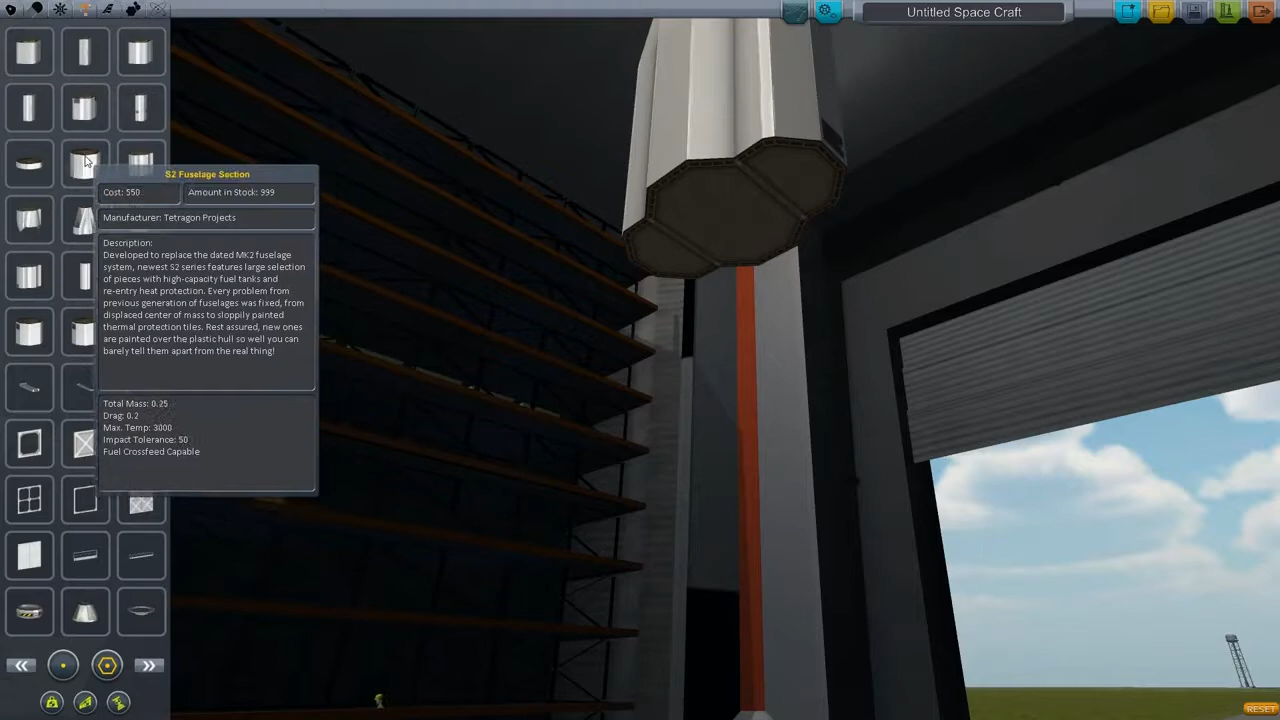 Untitled Space Craft
S2 Fuselage Section
Cost: 550
Amount in Stock: 999
Manufacturer: Tetragon Projects
Description:
Developed to replace the dated MK2 fuselage
system, newest S2 series features large selection
of pieces with high-capacity fuel tanks and
re-entry heat protection. Every problem from
previous generation of fuselages was fixed, from
displaced center of mass to sloppily painted
thermal protection tiles. Rest assured, new ones
are painted over the plastic hull so well you can
barely tell them apart from the real thing!
Total Mass: 0.25
Drag: 0.2
Max. Temp: 3000
Impact Tolerance: 50
Fuel Crossfeed Capable
RESET